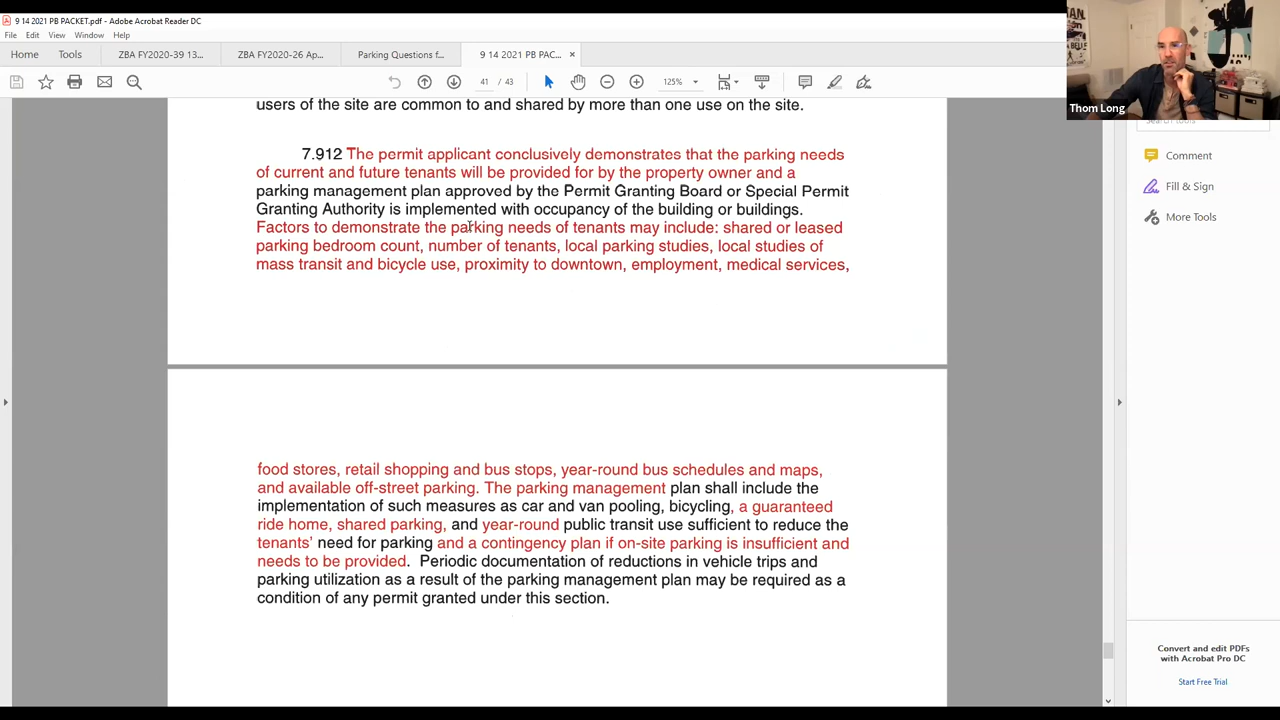 9 14 2021 PB PACKET.pdf - Adobe Acrobat Reader DC
File Edit View Window Help
Home Tools ZBA FY2020-39 13... ZBA FY2020-26 Ap... Parking Questions f... 9 14 2021 PB PAC... ×
41 / 43 125%
Thom Long
Search tools
Comment
Fill & Sign
More Tools
users of the site are common to and shared by more than one use on the site.
7.912 The permit applicant conclusively demonstrates that the parking needs
of current and future tenants will be provided for by the property owner and a
parking management plan approved by the Permit Granting Board or Special Permit
Granting Authority is implemented with occupancy of the building or buildings.
Factors to demonstrate the parking needs of tenants may include: shared or leased
parking bedroom count, number of tenants, local parking studies, local studies of
mass transit and bicycle use, proximity to downtown, employment, medical services,
food stores, retail shopping and bus stops, year-round bus schedules and maps,
and available off-street parking. The parking management plan shall include the
implementation of such measures as car and van pooling, bicycling, a guaranteed
ride home, shared parking, and year-round public transit use sufficient to reduce the
tenants' need for parking and a contingency plan if on-site parking is insufficient and
needs to be provided. Periodic documentation of reductions in vehicle trips and
parking utilization as a result of the parking management plan may be required as a
condition of any permit granted under this section.
Convert and edit PDFs
with Acrobat Pro DC
Start Free Trial